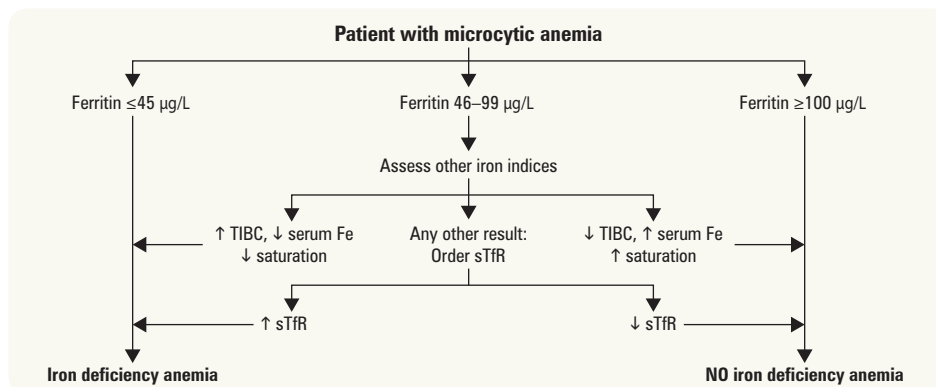 Patient with microcytic anemia
Ferritin ≤45 µg/L
Ferritin 46–99 µg/L
Ferritin ≥100 µg/L
Assess other iron indices
↑ TIBC, ↓ serum Fe
↓ saturation
Any other result:
Order sTfR
↓ TIBC, ↑ serum Fe
↑ saturation
↑ sTfR
↓ sTfR
Iron deficiency anemia
NO iron deficiency anemia